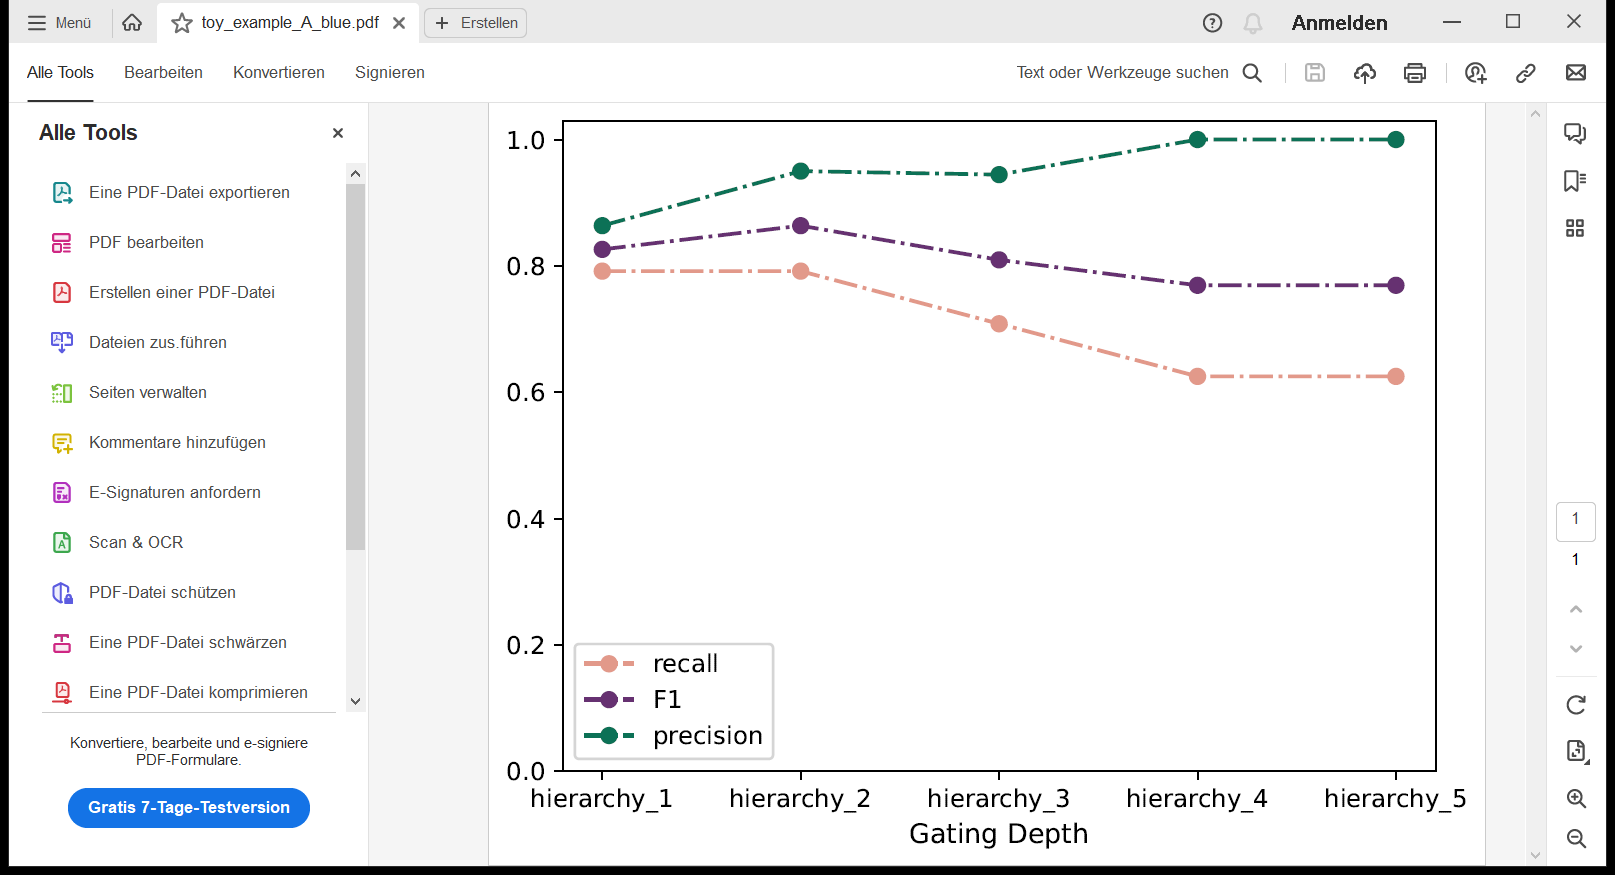 Menü
toy_example_A_blue.pdf
Erstellen
Anmelden
Alle Tools
Bearbeiten
Konvertieren
Signieren
Text oder Werkzeuge suchen
Alle Tools
Eine PDF-Datei exportieren
PDF bearbeiten
Erstellen einer PDF-Datei
Dateien zus.führen
Seiten verwalten
Kommentare hinzufügen
E-Signaturen anfordern
Scan & OCR
PDF-Datei schützen
Eine PDF-Datei schwärzen
Eine PDF-Datei komprimieren
Konvertiere, bearbeite und e-signiere
PDF-Formulare.
Gratis 7-Tage-Testversion
1.0
0.8
0.6
0.4
0.2
0.0
recall
F1
precision
hierarchy_1
hierarchy_2
hierarchy_3
hierarchy_4
hierarchy_5
Gating Depth
1
1